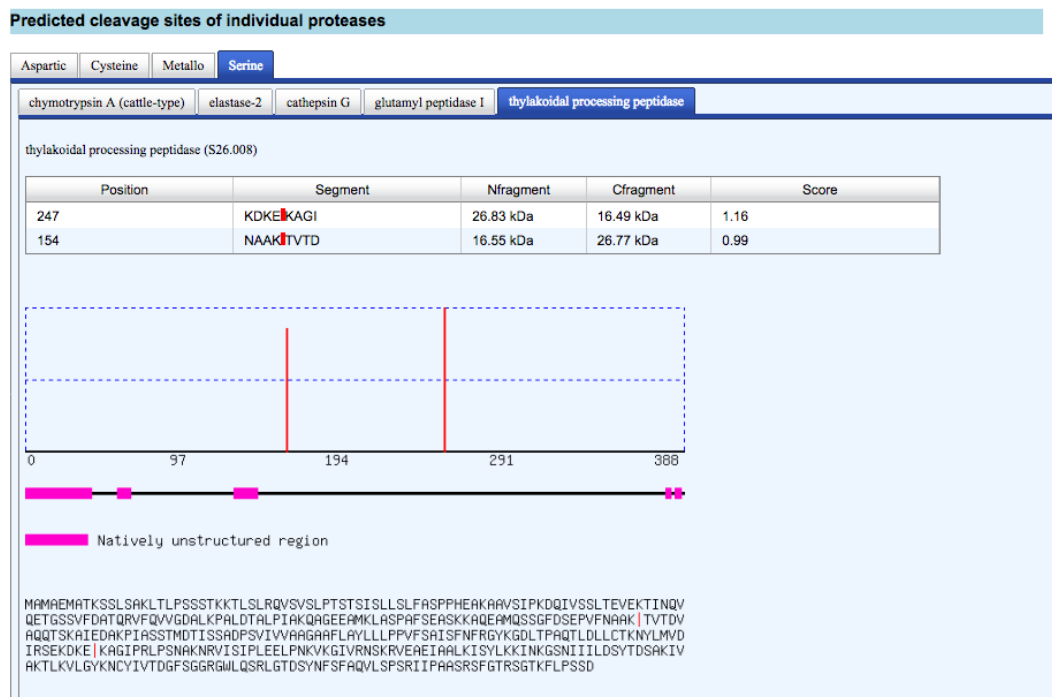 Predicted cleavage sites of individual proteases
Aspartic Cysteine Metallo Serine
chymotrypsin A (cattle-type) elastase-2 cathepsin G glutamyl peptidase I thylakoidal processing peptidase
thylakoidal processing peptidase (S26.008)
Position Segment Nfragment Cfragment Score
247 KDKE|KAGI 26.83 kDa 16.49 kDa 1.16
154 NAAK|TVTD 16.55 kDa 26.77 kDa 0.99
0 97 194 291 388
Natively unstructured region
MAMAEMATKSSLSAKLTLPSSSTKKTLSLRQVSVSLPTSTSISLLSLFASPPHEAKAAVSIPKDQIVSSLTEVEKTINQV
QETGSSVFDATQRVFQVVGDALKPALDTALPIAKQAGEEAMKLASPAFSEASKKAQEAMQSSGFDSEPVFNAAK|TVTDV
AQQTSKAIEDAKPIASSTMDTISSADPSVIVVAAGAAFLAYLLLPPVFSAISFNFRGYKGDLTPAQTLDLLCTKNYLMVD
IRSEKDKE|KAGIPRLPSNAKNRVISIPLEELPNKVKGIVRNSKRVEAEIAALKISYLKKINKGSNIIILDSYTDSAKIV
AKTLKVLGYKNCYIVTDGFSGGRGWLQSRLGTDSYNFSFAQVLSPSRIIPAASRSFGTRSGTKFLPSSD